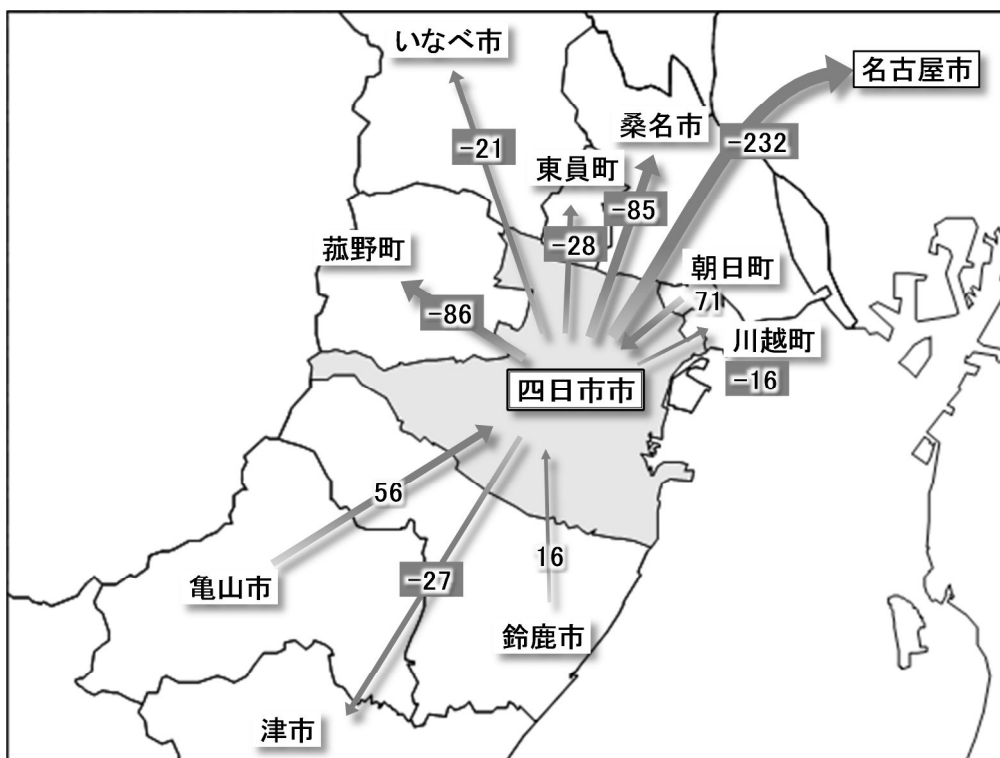 いなべ市
名古屋市
桑名市
-232
-21
東員町
-85
-28
菰野町
朝日町
71
-86
川越町
-16
四日市市
56
16
-27
亀山市
鈴鹿市
津市